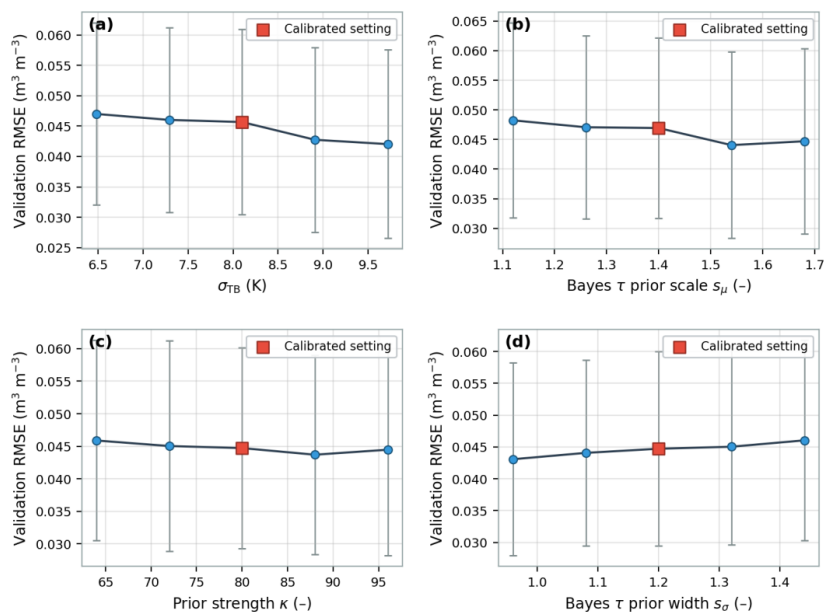 (a)
Calibrated setting
Validation RMSE (m³ m⁻³)
0.060
0.055
0.050
0.045
0.040
0.035
0.030
0.025
6.5 7.0 7.5 8.0 8.5 9.0 9.5
σTB (K)
(b)
Calibrated setting
Validation RMSE (m³ m⁻³)
0.065
0.060
0.055
0.050
0.045
0.040
0.035
0.030
1.1 1.2 1.3 1.4 1.5 1.6 1.7
Bayes τ prior scale sμ (–)
(c)
Calibrated setting
Validation RMSE (m³ m⁻³)
0.060
0.055
0.050
0.045
0.040
0.035
0.030
65 70 75 80 85 90 95
Prior strength κ (–)
(d)
Calibrated setting
Validation RMSE (m³ m⁻³)
0.060
0.055
0.050
0.045
0.040
0.035
0.030
1.0 1.1 1.2 1.3 1.4
Bayes τ prior width sσ (–)